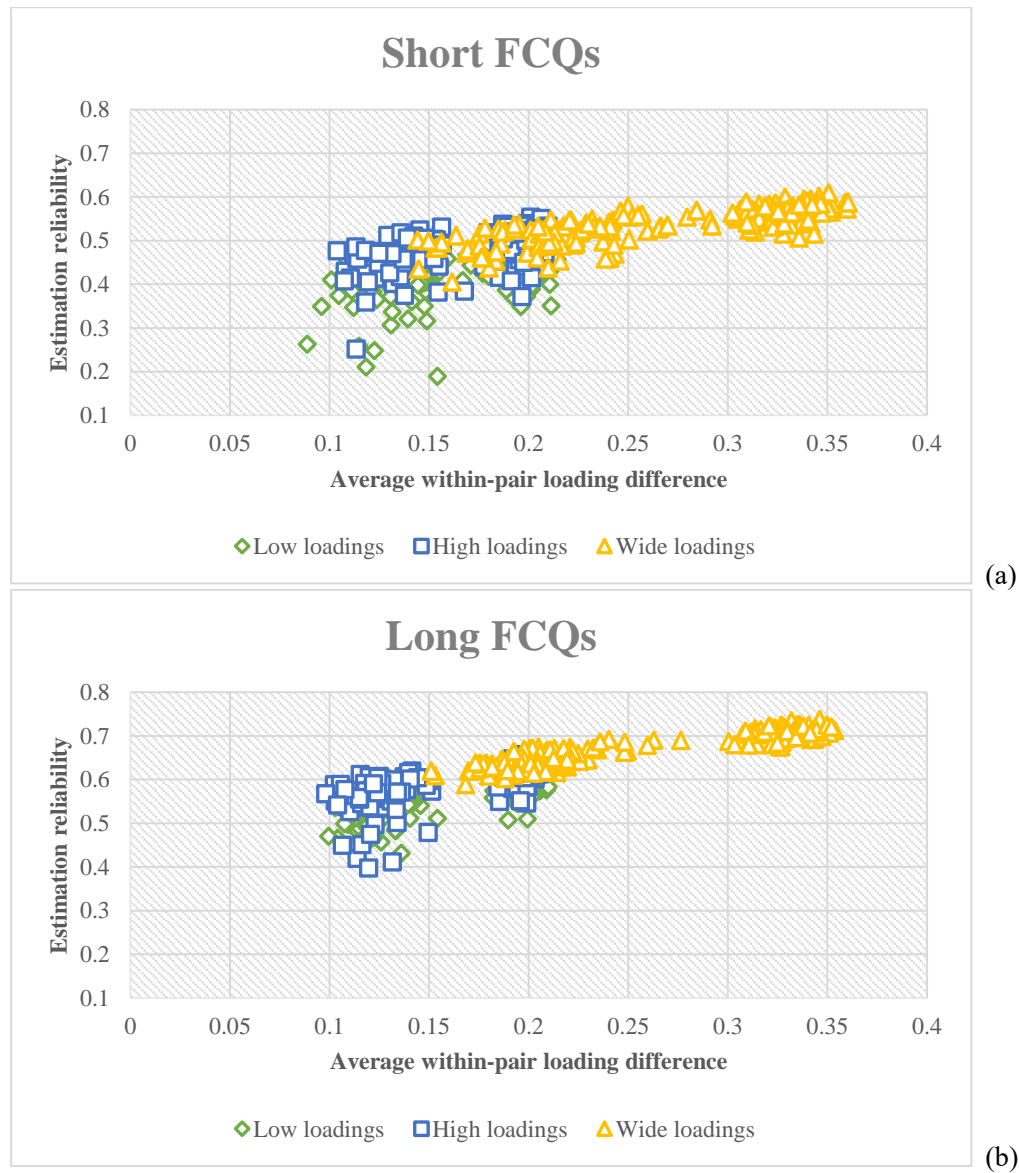 Short FCQs
0.8
0.7
0.6
0.5
0.4
0.3
0.2
0.1
Estimation reliability
0 0.05 0.1 0.15 0.2 0.25 0.3 0.35 0.4
Average within-pair loading difference
Low loadings High loadings Wide loadings
(a)
Long FCQs
0.8
0.7
0.6
0.5
0.4
0.3
0.2
0.1
Estimation reliability
0 0.05 0.1 0.15 0.2 0.25 0.3 0.35 0.4
Average within-pair loading difference
Low loadings High loadings Wide loadings
(b)